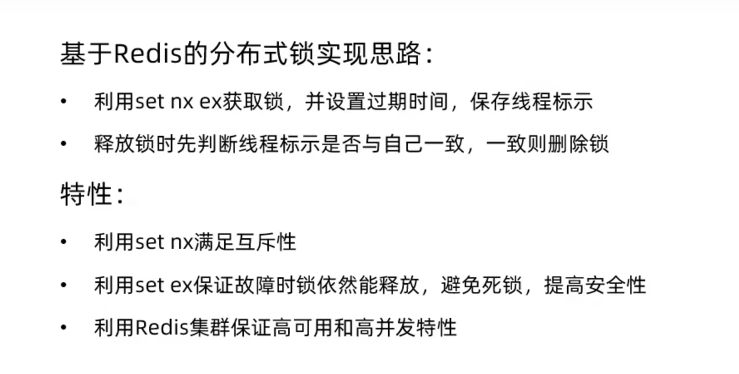 基于Redis的分布式锁实现思路：
• 利用set nx ex获取锁，并设置过期时间，保存线程标示
• 释放锁时先判断线程标示是否与自己一致，一致则删除锁
特性：
• 利用set nx满足互斥性
• 利用set ex保证故障时锁依然能释放，避免死锁，提高安全性
• 利用Redis集群保证高可用和高并发特性